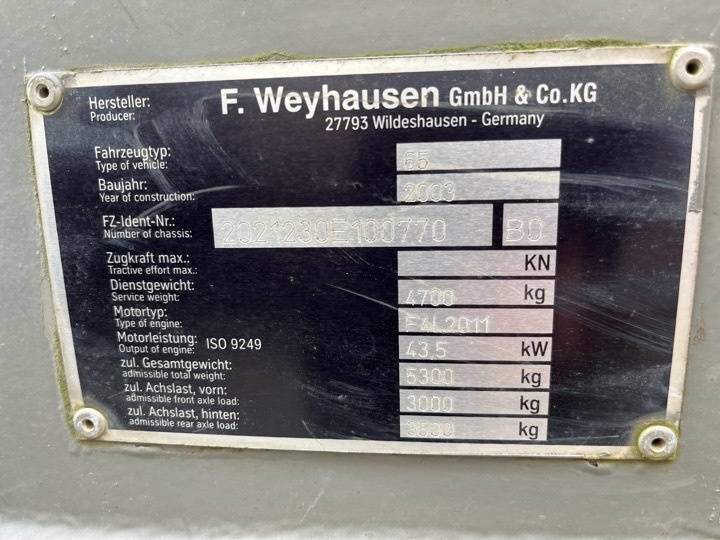 Hersteller: F. Weyhausen GmbH & Co.KG
Producer: 27793 Wildeshausen - Germany
Fahrzeugtyp: 65
Type of vehicle:
Baujahr: 2003
Year of construction:
FZ-Ident-Nr.: 2021230E100770 B0
Number of chassis:
Zugkraft max.: KN
Tractive effort max.:
Dienstgewicht: 4700 kg
Service weight:
Motortyp: F4L2011
Type of engine:
Motorleistung: ISO 9249 43,5 kW
Output of engine:
zul. Gesamtgewicht: 5300 kg
admissible total weight:
zul. Achslast, vorn: 3000 kg
admissible front axle load:
zul. Achslast, hinten: 3500 kg
admissible rear axle load: